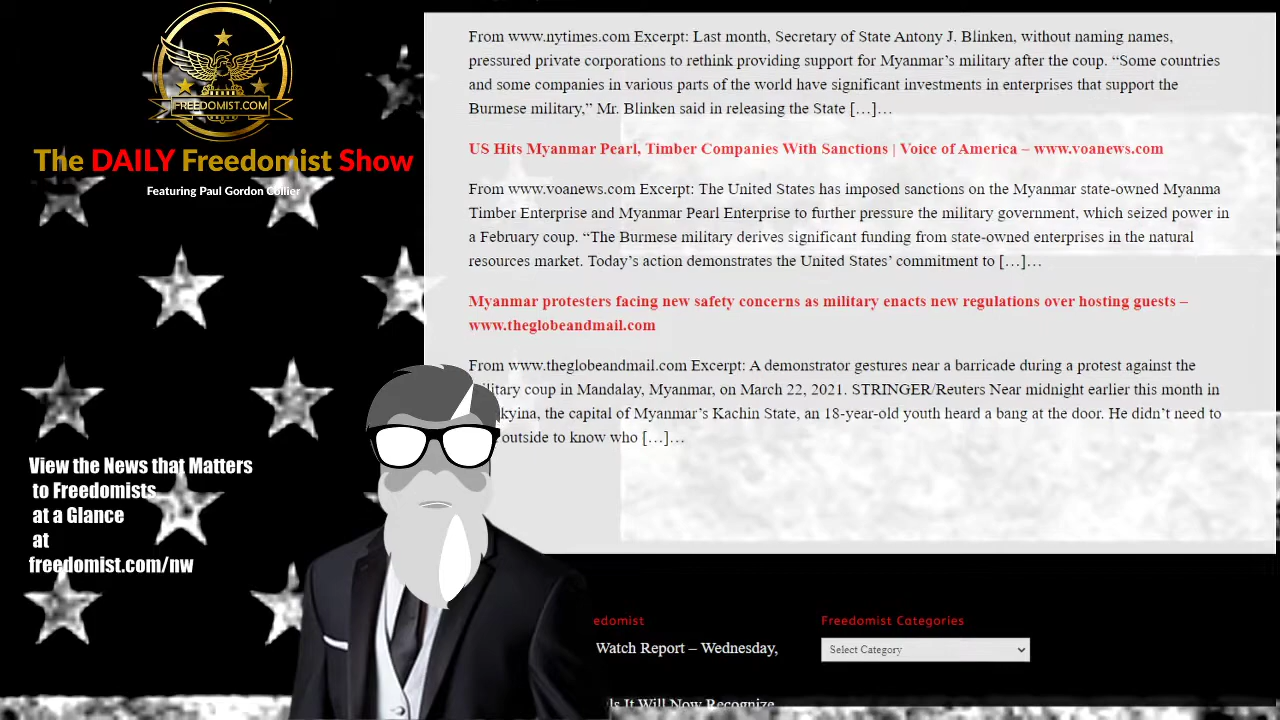 FREEDOMIST.COM
The DAILY Freedomist Show
Featuring Paul Gordon Collier
View the News that Matters
to Freedomists
at a Glance
at
freedomist.com/nw
From www.nytimes.com Excerpt: Last month, Secretary of State Antony J. Blinken, without naming names,
pressured private corporations to rethink providing support for Myanmar’s military after the coup. “Some countries
and some companies in various parts of the world have significant investments in enterprises that support the
Burmese military,” Mr. Blinken said in releasing the State […]…
US Hits Myanmar Pearl, Timber Companies With Sanctions | Voice of America – www.voanews.com
From www.voanews.com Excerpt: The United States has imposed sanctions on the Myanmar state-owned Myanma
Timber Enterprise and Myanmar Pearl Enterprise to further pressure the military government, which seized power in
a February coup. “The Burmese military derives significant funding from state-owned enterprises in the natural
resources market. Today’s action demonstrates the United States’ commitment to […]…
Myanmar protesters facing new safety concerns as military enacts new regulations over hosting guests –
www.theglobeandmail.com
From www.theglobeandmail.com Excerpt: A demonstrator gestures near a barricade during a protest against the
military coup in Mandalay, Myanmar, on March 22, 2021. STRINGER/Reuters Near midnight earlier this month in
kyina, the capital of Myanmar’s Kachin State, an 18-year-old youth heard a bang at the door. He didn’t need to
outside to know who […]…
edomist
Watch Report – Wednesday,
ls It Will Now Recognize
Freedomist Categories
Select Category